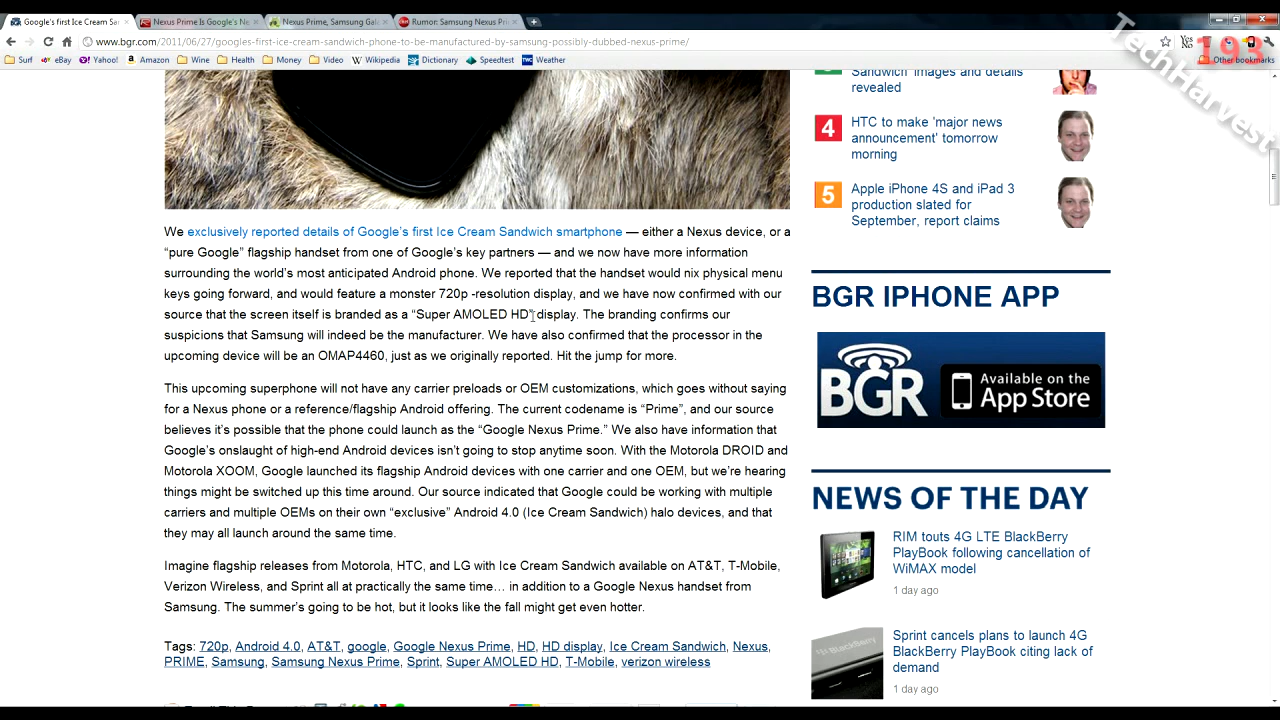 Google's first Ice Cream Sa
Nexus Prime Is Google's Ne
Nexus Prime, Samsung Gal
Rumor: Samsung Nexus Pri
www.bgr.com/2011/06/27/googles-first-ice-cream-sandwich-phone-to-be-manufactured-by-samsung-possibly-dubbed-nexus-prime/
Surf eBay Yahoo! Amazon Wine Health Money Video Wikipedia Dictionary Speedtest Weather Other bookmarks
193
TechHarvest
Sandwich' images and details
revealed
4 HTC to make 'major news
announcement' tomorrow
morning
5 Apple iPhone 4S and iPad 3
production slated for
September, report claims
We exclusively reported details of Google's first Ice Cream Sandwich smartphone — either a Nexus device, or a
“pure Google” flagship handset from one of Google's key partners — and we now have more information
surrounding the world's most anticipated Android phone. We reported that the handset would nix physical menu
keys going forward, and would feature a monster 720p -resolution display, and we have now confirmed with our
source that the screen itself is branded as a “Super AMOLED HD” display. The branding confirms our
suspicions that Samsung will indeed be the manufacturer. We have also confirmed that the processor in the
upcoming device will be an OMAP4460, just as we originally reported. Hit the jump for more.
This upcoming superphone will not have any carrier preloads or OEM customizations, which goes without saying
for a Nexus phone or a reference/flagship Android offering. The current codename is “Prime”, and our source
believes it's possible that the phone could launch as the “Google Nexus Prime.” We also have information that
Google's onslaught of high-end Android devices isn't going to stop anytime soon. With the Motorola DROID and
Motorola XOOM, Google launched its flagship Android devices with one carrier and one OEM, but we're hearing
things might be switched up this time around. Our source indicated that Google could be working with multiple
carriers and multiple OEMs on their own “exclusive” Android 4.0 (Ice Cream Sandwich) halo devices, and that
they may all launch around the same time.
Imagine flagship releases from Motorola, HTC, and LG with Ice Cream Sandwich available on AT&T, T-Mobile,
Verizon Wireless, and Sprint all at practically the same time… in addition to a Google Nexus handset from
Samsung. The summer's going to be hot, but it looks like the fall might get even hotter.
Tags: 720p, Android 4.0, AT&T, google, Google Nexus Prime, HD, HD display, Ice Cream Sandwich, Nexus,
PRIME, Samsung, Samsung Nexus Prime, Sprint, Super AMOLED HD, T-Mobile, verizon wireless
BGR IPHONE APP
BGR
Available on the
App Store
NEWS OF THE DAY
RIM touts 4G LTE BlackBerry
PlayBook following cancellation of
WiMAX model
1 day ago
Sprint cancels plans to launch 4G
BlackBerry PlayBook citing lack of
demand
1 day ago